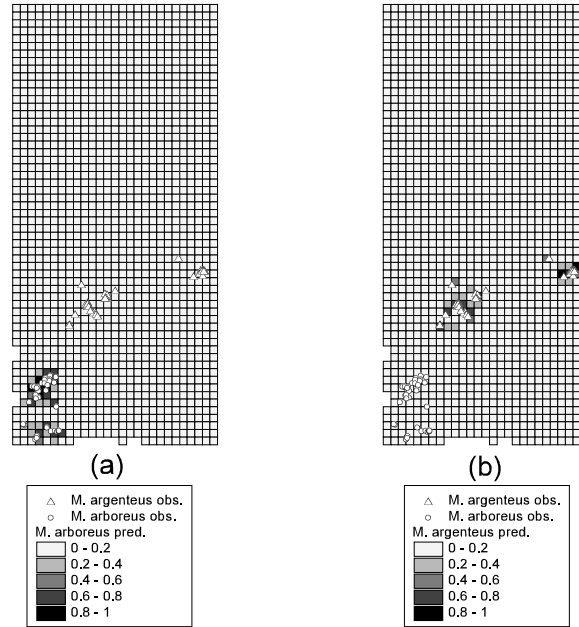 (a)
M. argenteus obs.
M. arboreus obs.
M. arboreus pred.
0 - 0.2
0.2 - 0.4
0.4 - 0.6
0.6 - 0.8
0.8 - 1
(b)
M. argenteus obs.
M. arboreus obs.
M. argenteus pred.
0 - 0.2
0.2 - 0.4
0.4 - 0.6
0.6 - 0.8
0.8 - 1